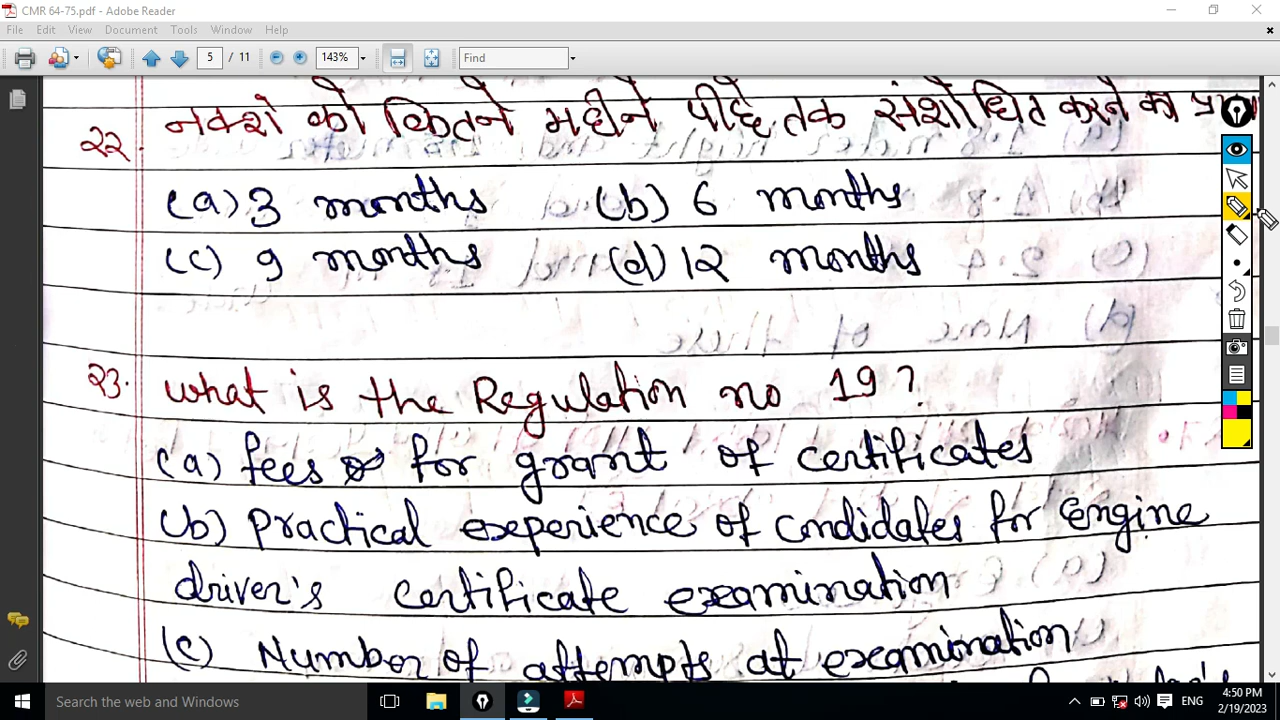 CMR 64-75.pdf - Adobe Reader
File Edit View Document Tools Window Help
5 / 11 143% Find
22. नक्शे को कितने महीने पीछे तक संशोधित करने का
(a) 3 months (b) 6 months
(c) 9 months (d) 12 months
23. What is the Regulation no 19?
(a) fees for grant of certificates
(b) Practical experience of candidates for Engine
driver's certificate examination
(c) Number of attempts at examination
Search the web and Windows
ENG
4:50 PM
2/19/2023